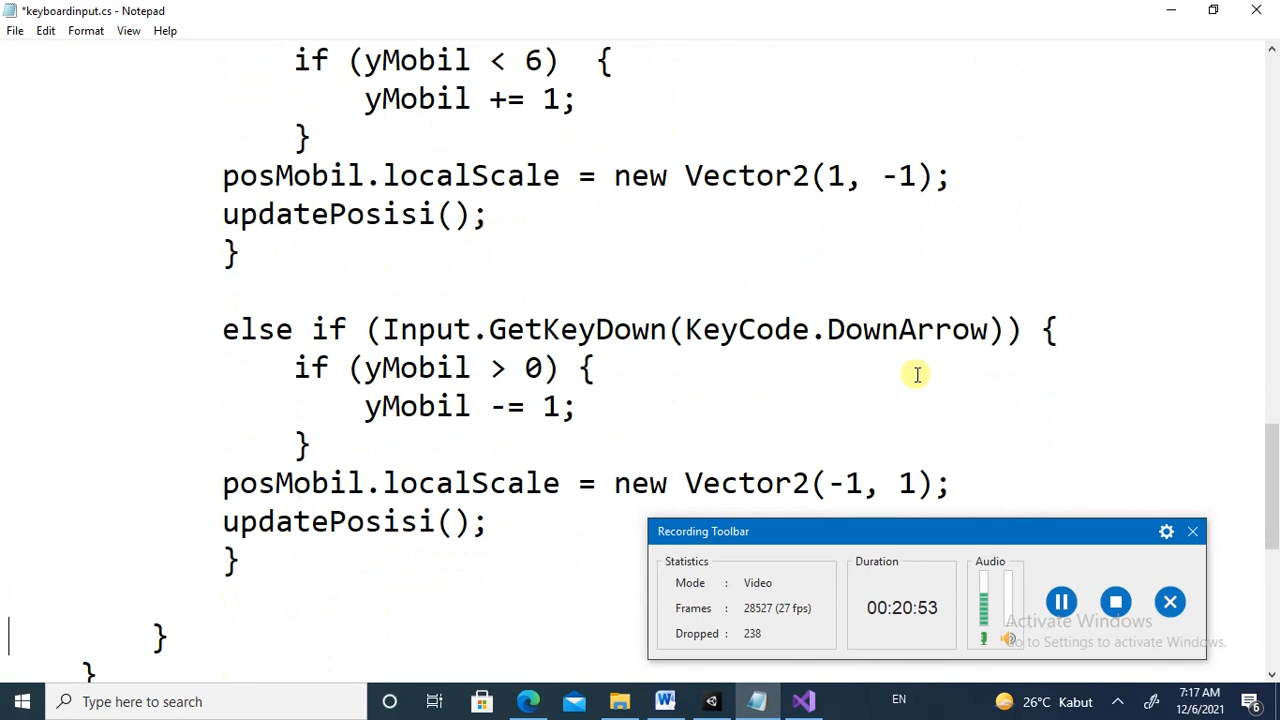 *keyboardinput.cs - Notepad
File Edit Format View Help
if (yMobil < 6)  {
yMobil += 1;
}
posMobil.localScale = new Vector2(1, -1);
updatePosisi();
}
else if (Input.GetKeyDown(KeyCode.DownArrow)) {
if (yMobil > 0) {
yMobil -= 1;
}
posMobil.localScale = new Vector2(-1, 1);
updatePosisi();
}
}
}
Recording Toolbar
Statistics
Mode : Video
Frames : 28527 (27 fps)
Dropped : 238
Duration
00:20:53
Audio
Activate Windows
Go to Settings to activate Windows.
Type here to search
EN
26°C Kabut
7:17 AM
12/6/2021
6